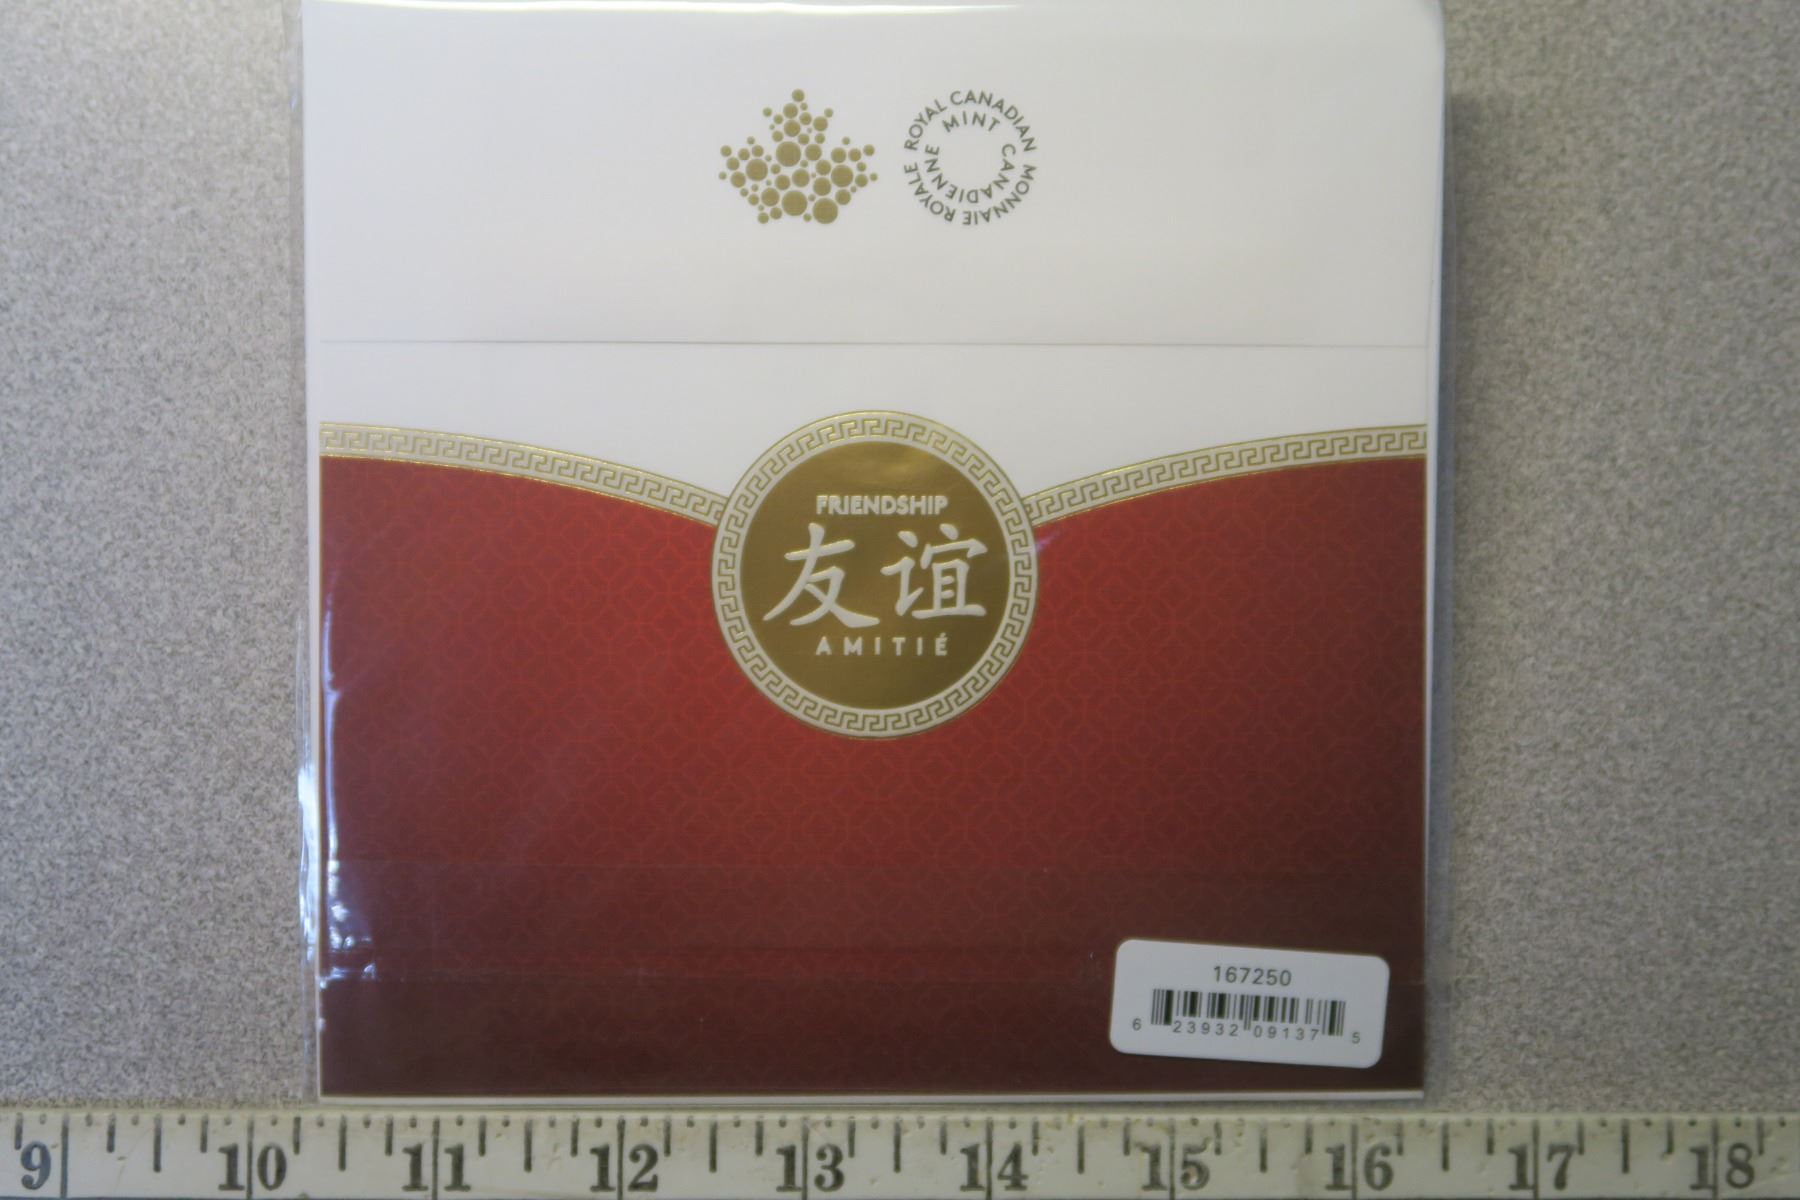 ROYAL CANADIAN MINT
MONNAIE ROYALE CANADIENNE
FRIENDSHIP
友谊
AMITIÉ
167250
6 23932 09137 5
9 10 11 12 13 14 15 16 17 18